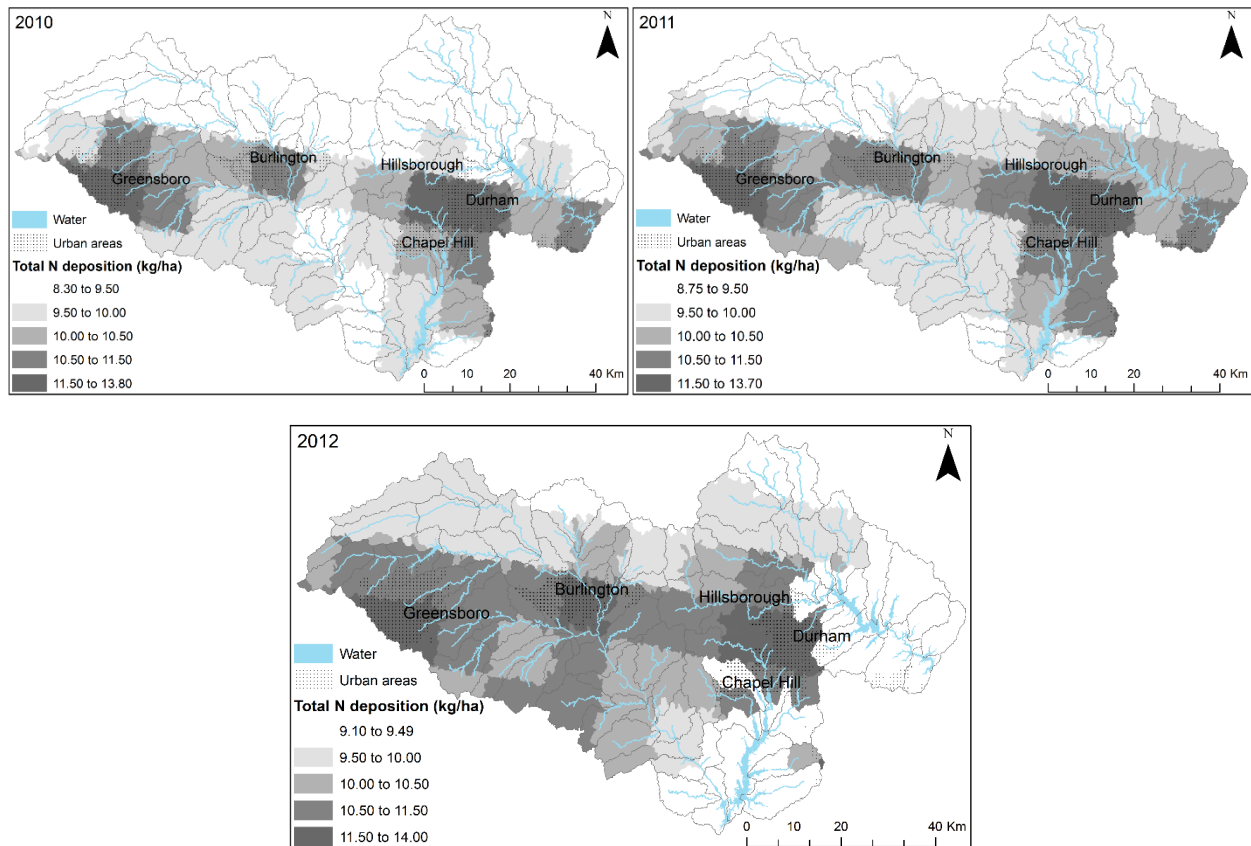 2010
N
Burlington
Hillsborough
Greensboro
Durham
Chapel Hill
Water
Urban areas
Total N deposition (kg/ha)
8.30 to 9.50
9.50 to 10.00
10.00 to 10.50
10.50 to 11.50
11.50 to 13.80
0 10 20 40 Km
2011
N
Burlington
Hillsborough
Greensboro
Durham
Chapel Hill
Water
Urban areas
Total N deposition (kg/ha)
8.75 to 9.50
9.50 to 10.00
10.00 to 10.50
10.50 to 11.50
11.50 to 13.70
0 10 20 40 Km
2012
N
Burlington
Hillsborough
Greensboro
Durham
Chapel Hill
Water
Urban areas
Total N deposition (kg/ha)
9.10 to 9.49
9.50 to 10.00
10.00 to 10.50
10.50 to 11.50
11.50 to 14.00
0 10 20 40 Km